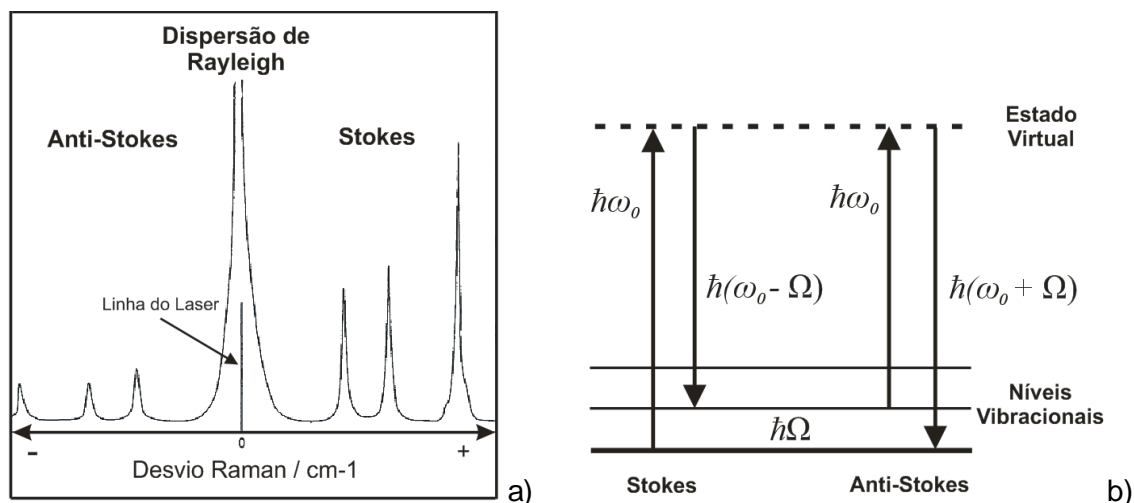 Dispersão de
Rayleigh
Anti-Stokes
Stokes
Linha do Laser
0
-
+
Desvio Raman / cm-1
a)
Estado
Virtual
ħω₀
ħω₀
ħ(ω₀ - Ω)
ħ(ω₀ + Ω)
Níveis
Vibracionais
ħΩ
Stokes
Anti-Stokes
b)